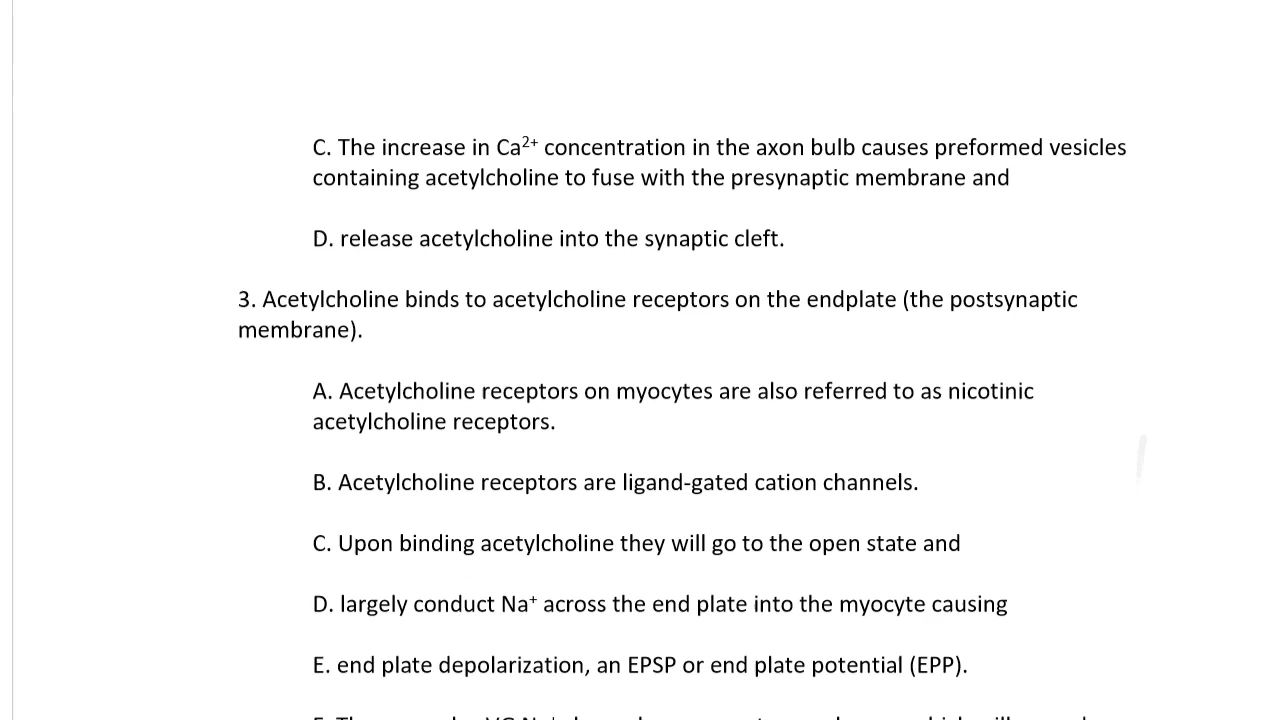 C. The increase in Ca²⁺ concentration in the axon bulb causes preformed vesicles
containing acetylcholine to fuse with the presynaptic membrane and
D. release acetylcholine into the synaptic cleft.
3. Acetylcholine binds to acetylcholine receptors on the endplate (the postsynaptic
membrane).
A. Acetylcholine receptors on myocytes are also referred to as nicotinic
acetylcholine receptors.
B. Acetylcholine receptors are ligand-gated cation channels.
C. Upon binding acetylcholine they will go to the open state and
D. largely conduct Na⁺ across the end plate into the myocyte causing
E. end plate depolarization, an EPSP or end plate potential (EPP).